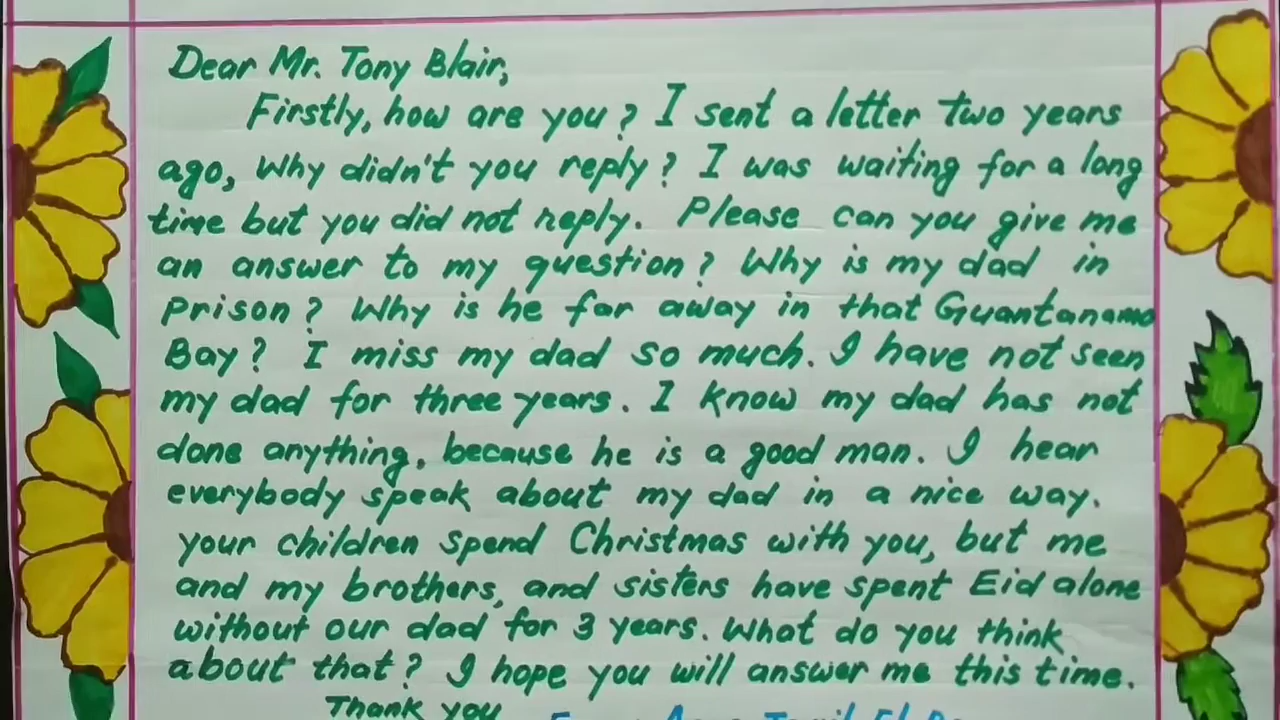 Dear Mr. Tony Blair,
Firstly, how are you? I sent a letter two years
ago, Why didn't you reply? I was waiting for a long
time but you did not reply. Please can you give me
an answer to my question? Why is my dad in
Prison? Why is he far away in that Guantanamo
Bay? I miss my dad so much. I have not seen
my dad for three years. I know my dad has not
done anything, because he is a good man. I hear
everybody speak about my dad in a nice way.
your children spend Christmas with you, but me
and my brothers, and sisters have spent Eid alone
without our dad for 3 years. What do you think
about that? I hope you will answer me this time.
Thank you